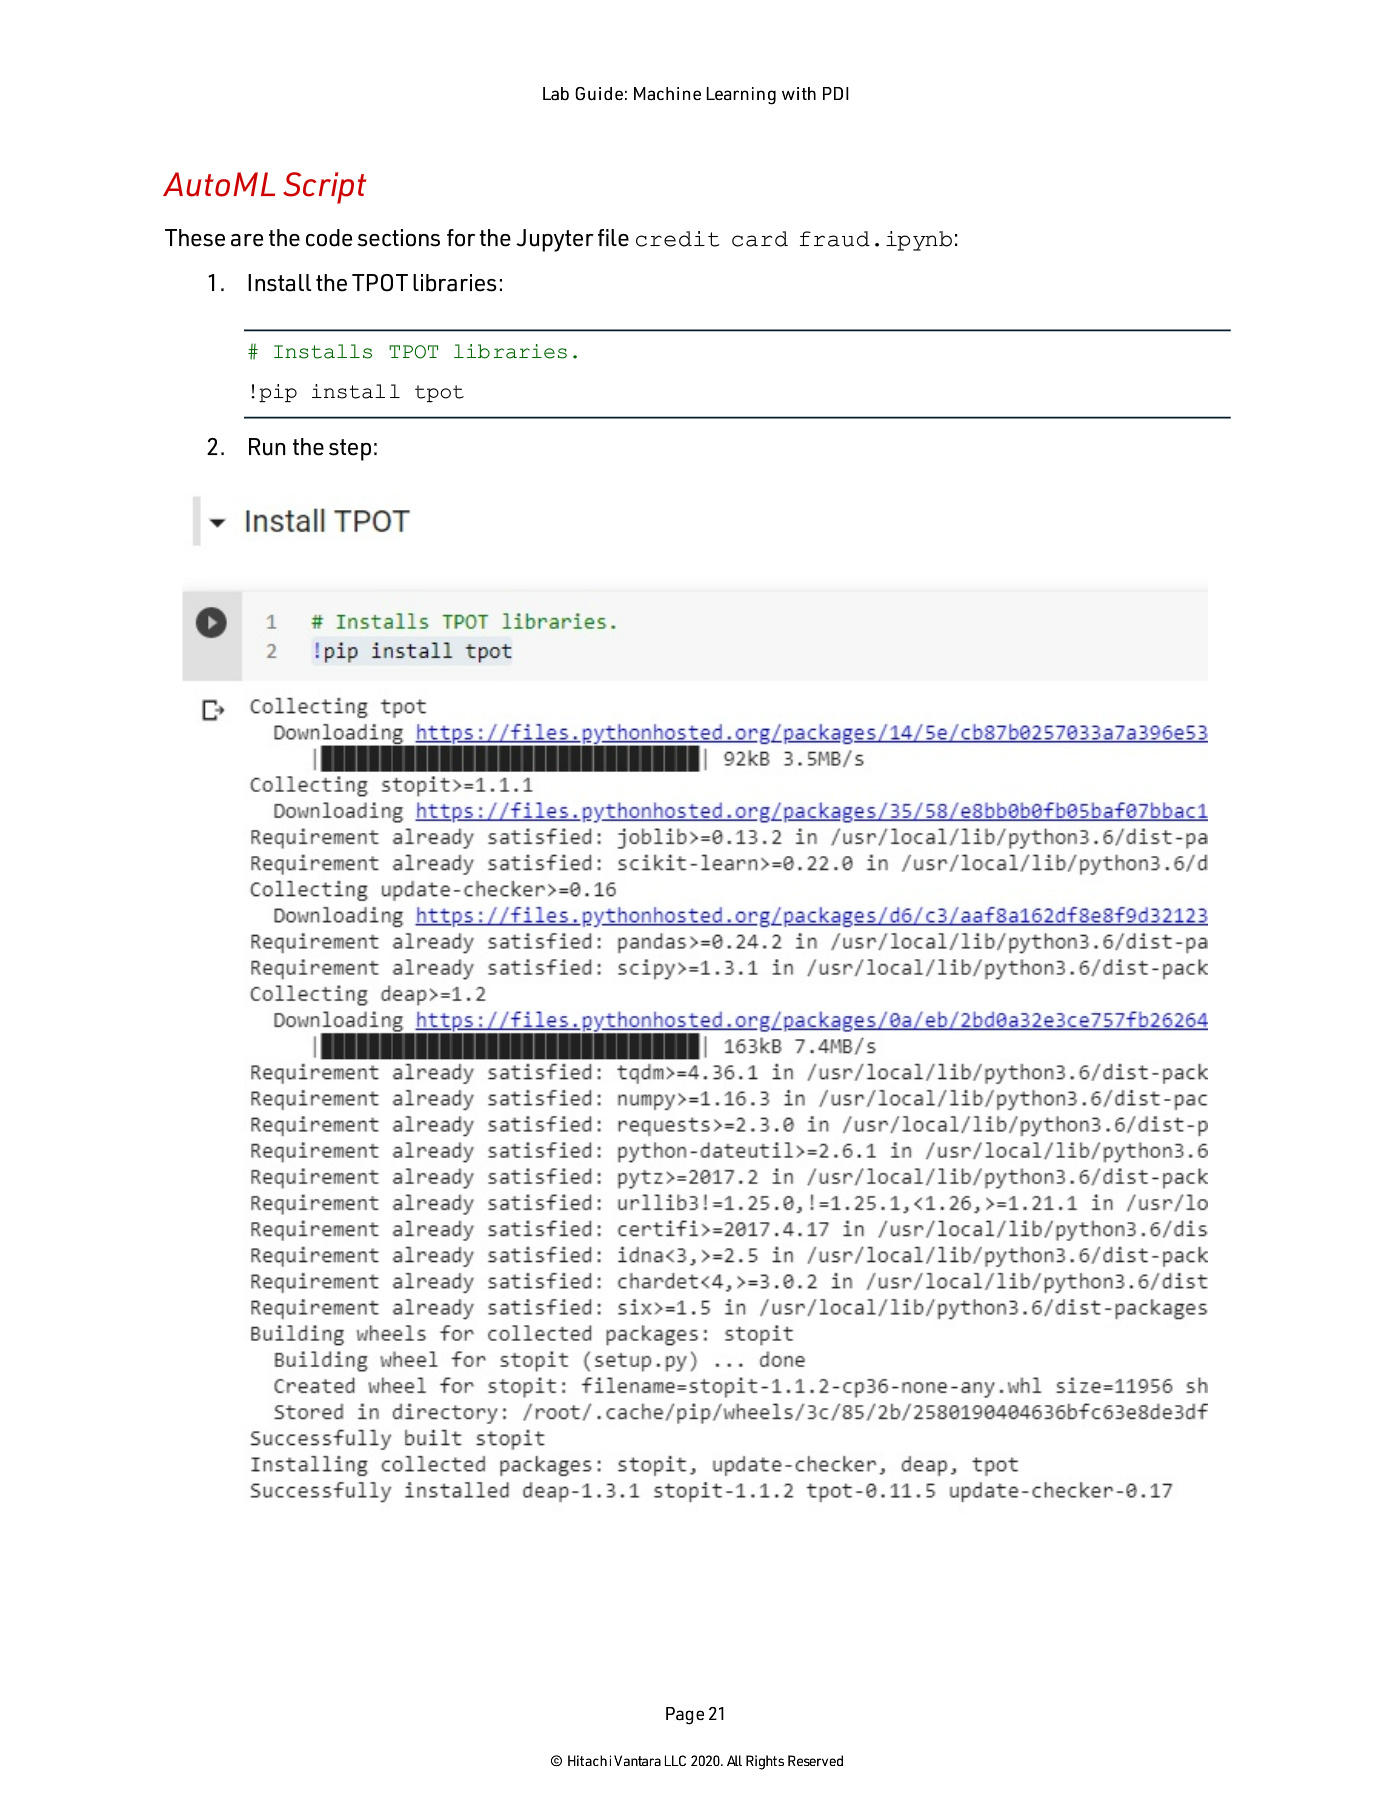 Lab Guide: Machine Learning with PDI
AutoML Script
These are the code sections for the Jupyter file credit card fraud.ipynb:
1. Install the TPOT libraries:
# Installs TPOT libraries.
!pip install tpot
2. Run the step:
Install TPOT
1 # Installs TPOT libraries.
2 !pip install tpot
Collecting tpot
Downloading https://files.pythonhosted.org/packages/14/5e/cb87b0257033a7a396e53
92kB 3.5MB/s
Collecting stopit>=1.1.1
Downloading https://files.pythonhosted.org/packages/35/58/e8bb0b0fb05baf07bbac1
Requirement already satisfied: joblib>=0.13.2 in /usr/local/lib/python3.6/dist-pa
Requirement already satisfied: scikit-learn>=0.22.0 in /usr/local/lib/python3.6/d
Collecting update-checker>=0.16
Downloading https://files.pythonhosted.org/packages/d6/c3/aaf8a162df8e8f9d32123
Requirement already satisfied: pandas>=0.24.2 in /usr/local/lib/python3.6/dist-pa
Requirement already satisfied: scipy>=1.3.1 in /usr/local/lib/python3.6/dist-pack
Collecting deap>=1.2
Downloading https://files.pythonhosted.org/packages/0a/eb/2bd0a32e3ce757fb26264
163kB 7.4MB/s
Requirement already satisfied: tqdm>=4.36.1 in /usr/local/lib/python3.6/dist-pack
Requirement already satisfied: numpy>=1.16.3 in /usr/local/lib/python3.6/dist-pac
Requirement already satisfied: requests>=2.3.0 in /usr/local/lib/python3.6/dist-p
Requirement already satisfied: python-dateutil>=2.6.1 in /usr/local/lib/python3.6
Requirement already satisfied: pytz>=2017.2 in /usr/local/lib/python3.6/dist-pack
Requirement already satisfied: urllib3!=1.25.0,!=1.25.1,<1.26,>=1.21.1 in /usr/lo
Requirement already satisfied: certifi>=2017.4.17 in /usr/local/lib/python3.6/dis
Requirement already satisfied: idna<3,>=2.5 in /usr/local/lib/python3.6/dist-pack
Requirement already satisfied: chardet<4,>=3.0.2 in /usr/local/lib/python3.6/dist
Requirement already satisfied: six>=1.5 in /usr/local/lib/python3.6/dist-packages
Building wheels for collected packages: stopit
Building wheel for stopit (setup.py) ... done
Created wheel for stopit: filename=stopit-1.1.2-cp36-none-any.whl size=11956 sh
Stored in directory: /root/.cache/pip/wheels/3c/85/2b/2580190404636bfc63e8de3df
Successfully built stopit
Installing collected packages: stopit, update-checker, deap, tpot
Successfully installed deap-1.3.1 stopit-1.1.2 tpot-0.11.5 update-checker-0.17
Page 21
© Hitachi Vantara LLC 2020. All Rights Reserved